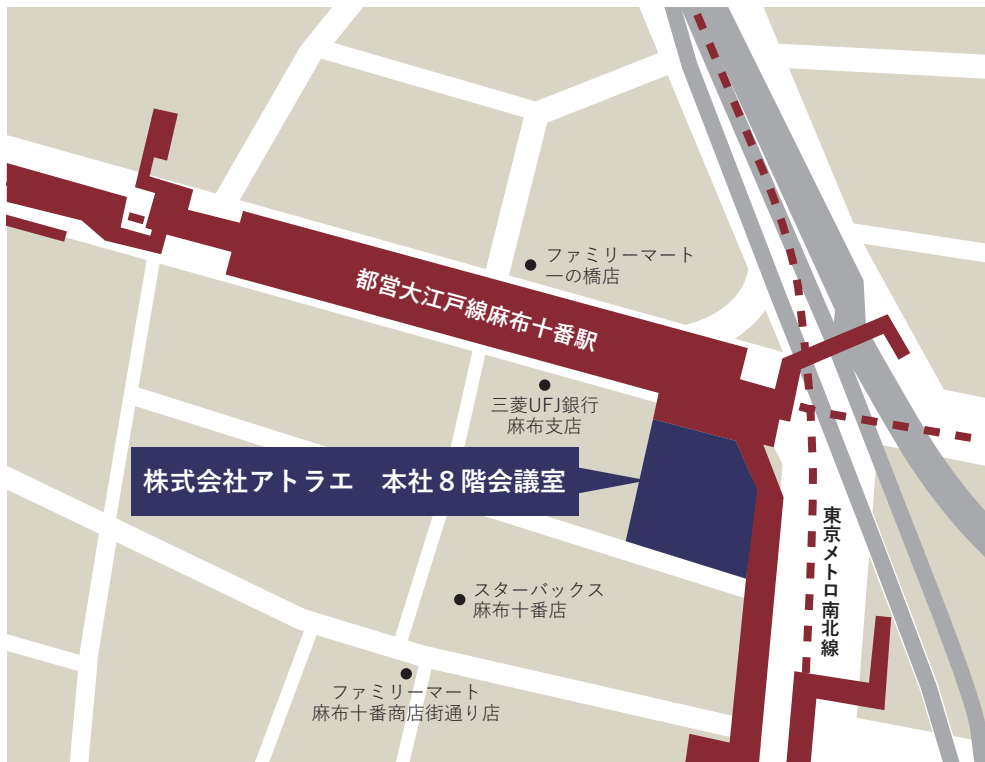 ファミリーマート
一の橋店
都営大江戸線麻布十番駅
三菱UFJ銀行
麻布支店
株式会社アトラエ　本社８階会議室
東京メトロ南北線
スターバックス
麻布十番店
ファミリーマート
麻布十番商店街通り店